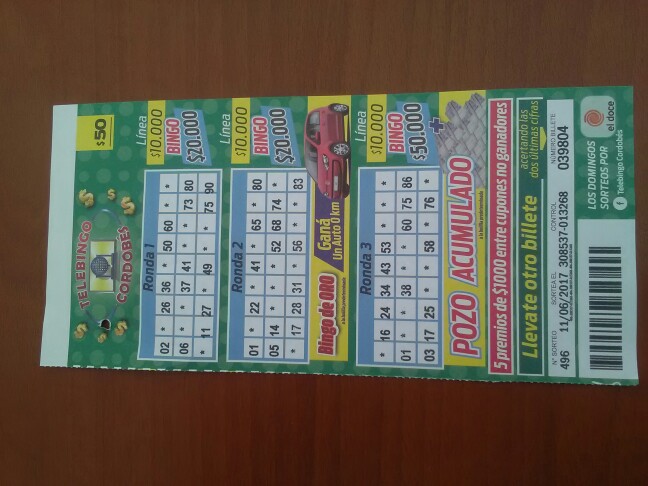 TELEBINGO
CORDOBÉS
$50
Ronda 1
02 * 26 36 * 50 60 * *
06 * * 37 41 * * 73 80
* 11 27 * 49 * * 75 90
Línea
$10.000
BINGO
$20.000
Ronda 2
01 * 22 * 41 * 65 * 80
05 14 * * * 52 68 74 *
* 17 28 31 * 56 * * 83
Línea
$10.000
BINGO
$20.000
Bingo de ORO
Ganá
Un Auto 0 km
Ronda 3
* 16 24 34 43 53 * * *
01 * * 38 * * 60 75 86
03 17 25 * * 58 * 76 *
Línea
$10.000
BINGO
$50.000
+
POZO ACUMULADO
5 premios de $1000 entre cupones no ganadores
Llevate otro billete
acertando las
dos últimas cifras
Nº SORTEO SORTEA EL CONTROL NÚMERO BILLETE
496 11/06/2017 308537-013268 039804
LOS DOMINGOS
SORTEOS POR
f Telebingo Cordobés
el doce